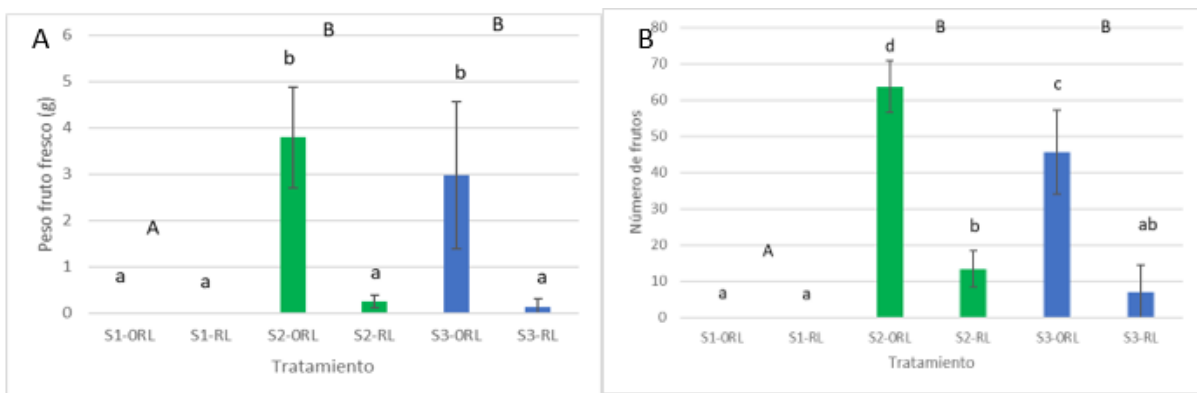 A
Peso fruto fresco (g)
6
5
4
3
2
1
0
B
B
b
b
A
a
a
a
a
S1-0RL
S1-RL
S2-0RL
S2-RL
S3-0RL
S3-RL
Tratamiento
B
Número de frutos
80
70
60
50
40
30
20
10
0
B
B
d
c
A
a
a
b
ab
S1-0RL
S1-RL
S2-0RL
S2-RL
S3-0RL
S3-RL
Tratamiento